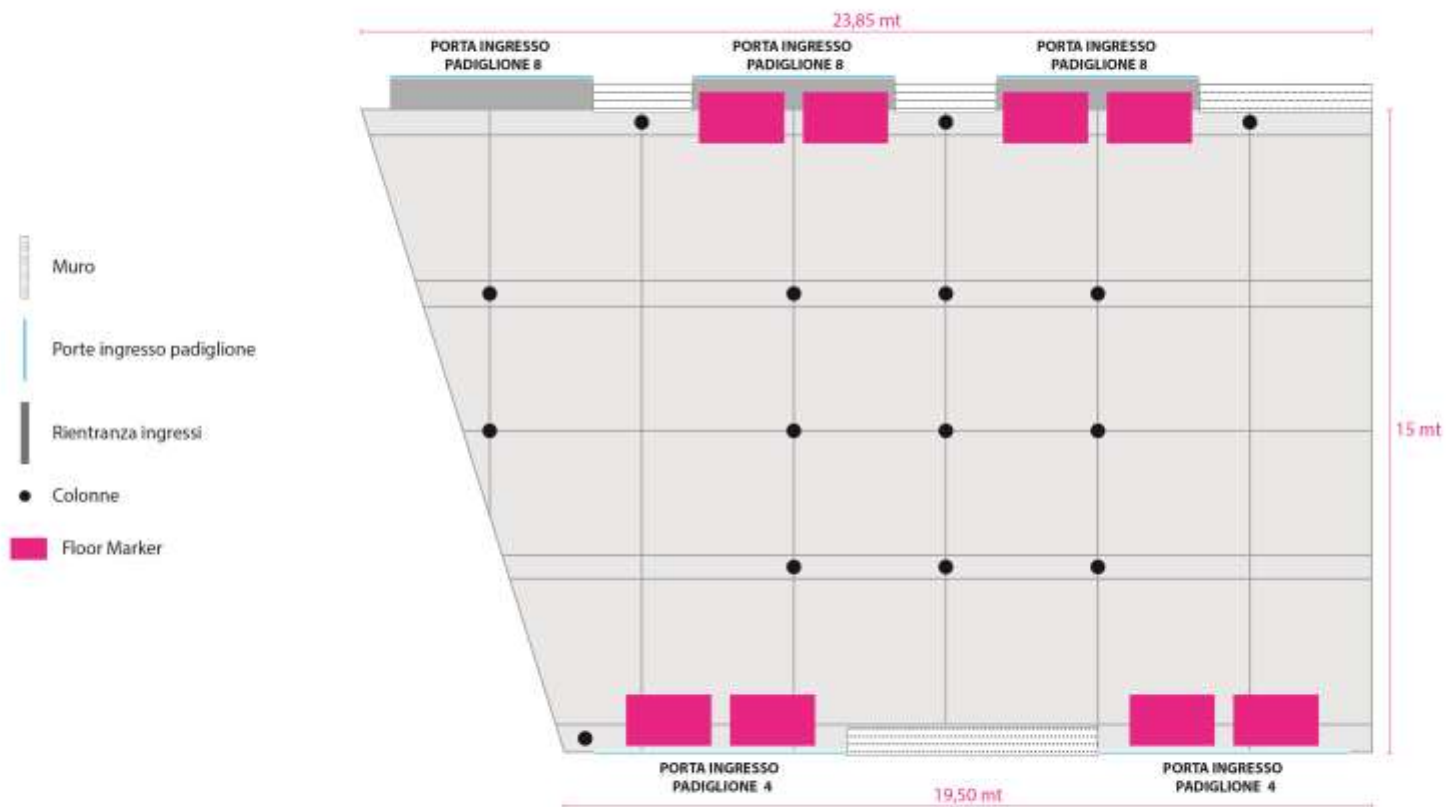 23,85 mt
PORTA INGRESSO
PADIGLIONE 8
PORTA INGRESSO
PADIGLIONE 8
PORTA INGRESSO
PADIGLIONE 8
Muro
Porte ingresso padiglione
Rientranza ingressi
Colonne
Floor Marker
15 mt
PORTA INGRESSO
PADIGLIONE 4
PORTA INGRESSO
PADIGLIONE 4
19,50 mt